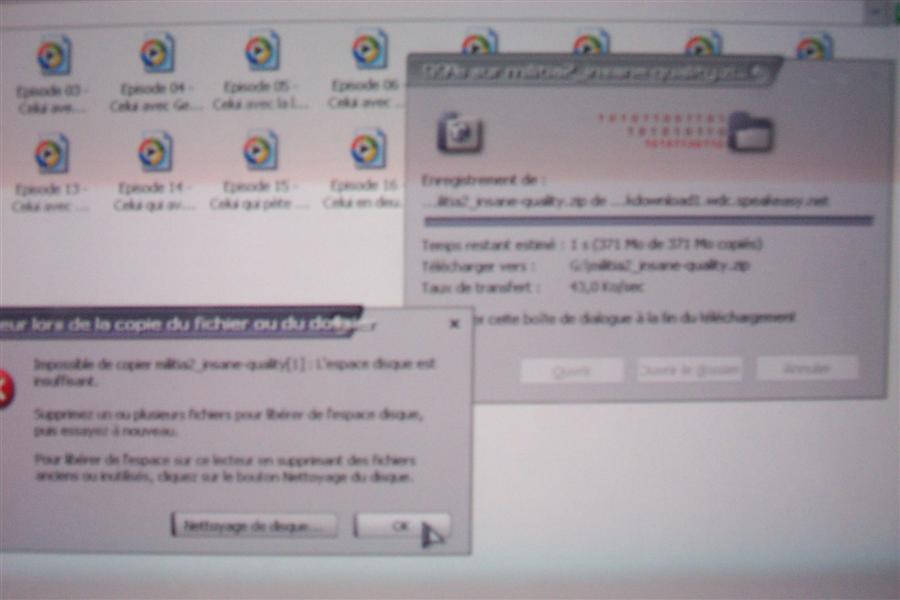 Episode 03 -
Celui ave...
Episode 04 -
Celui avec Ge...
Episode 05 -
Celui avec la l...
Episode 06 -
Celui avec ...
Episode 13 -
Celui avec ...
Episode 14 -
Celui qui av...
Episode 15 -
Celui qui pète ...
Episode 16
Celui en deu...
sur militia2_insane-quality.z...
Enregistrement de :
...litia2_insane-quality.zip de ...kdownload1.wdc.speakeasy.net
Temps restant estimé : 1 s (371 Mo de 371 Mo copiés)
Télécharger vers : G:\militia2_insane-quality.zip
Taux de transfert : 43,0 Ko/sec
cette boîte de dialogue à la fin du téléchargement
Ouvrir
Ouvrir le dossier
Annuler
eur lors de la copie du fichier ou du dossier
Impossible de copier militia2_insane-quality[1] : L'espace disque est
insuffisant.
Supprimez un ou plusieurs fichiers pour libérer de l'espace disque,
puis essayez à nouveau.
Pour libérer de l'espace sur ce lecteur en supprimant des fichiers
anciens ou inutilisés, cliquez sur le bouton Nettoyage du disque.
Nettoyage de disque...
OK